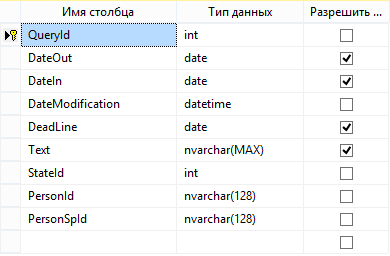 Имя столбца Тип данных Разрешить ...
QueryId int
DateOut date
DateIn date
DateModification datetime
DeadLine date
Text nvarchar(MAX)
StateId int
PersonId nvarchar(128)
PersonSpId nvarchar(128)